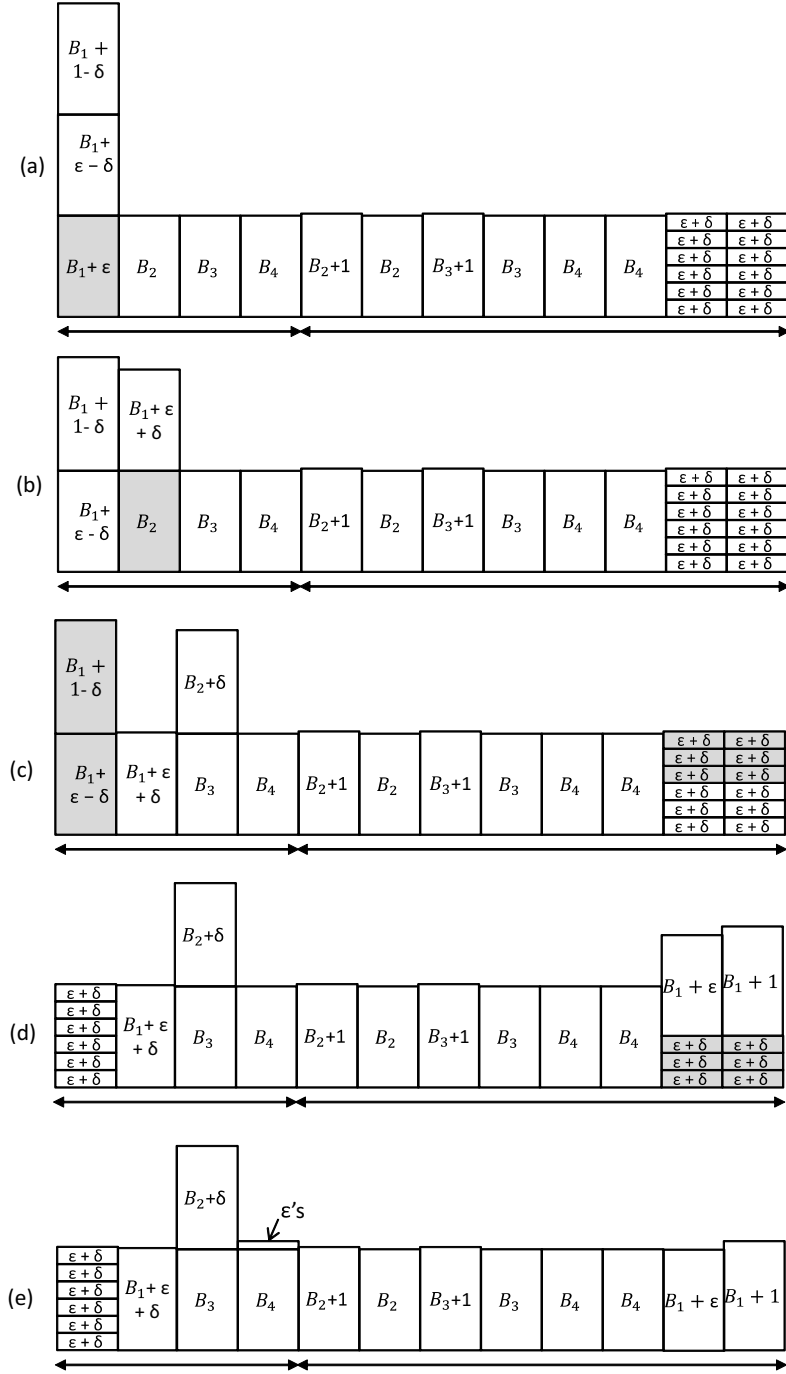 B₁ +
1- δ
B₁+
ε − δ
(a)
B₁+ ε
B₂
B₃
B₄
B₂+1
B₂
B₃+1
B₃
B₄
B₄
ε + δ ε + δ
ε + δ ε + δ
ε + δ ε + δ
ε + δ ε + δ
ε + δ ε + δ
ε + δ ε + δ
B₁ +
1- δ
B₁+ ε
+ δ
(b)
B₁+
ε - δ
B₂
B₃
B₄
B₂+1
B₂
B₃+1
B₃
B₄
B₄
ε + δ ε + δ
ε + δ ε + δ
ε + δ ε + δ
ε + δ ε + δ
ε + δ ε + δ
ε + δ ε + δ
B₁ +
1- δ
B₂+δ
(c)
B₁+
ε − δ
B₁+ ε
+ δ
B₃
B₄
B₂+1
B₂
B₃+1
B₃
B₄
B₄
ε + δ ε + δ
ε + δ ε + δ
ε + δ ε + δ
ε + δ ε + δ
ε + δ ε + δ
ε + δ ε + δ
B₂+δ
B₁ + ε
B₁ + 1
(d)
ε + δ
ε + δ
ε + δ
ε + δ
ε + δ
ε + δ
B₁+ ε
+ δ
B₃
B₄
B₂+1
B₂
B₃+1
B₃
B₄
B₄
ε + δ ε + δ
ε + δ ε + δ
ε + δ ε + δ
B₂+δ
ε's
(e)
ε + δ
ε + δ
ε + δ
ε + δ
ε + δ
ε + δ
B₁+ ε
+ δ
B₃
B₄
B₂+1
B₂
B₃+1
B₃
B₄
B₄
B₁ + ε
B₁ + 1